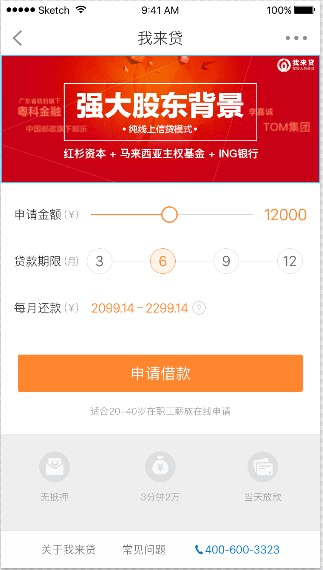 Sketch 9:41 AM 100%
我来贷
我来贷
广东省政府旗下
粤科金融
强大股东背景
李嘉诚
中国邮政旗下邮乐
纯线上信贷模式
TOM集团
红杉资本 + 马来西亚主权基金 + ING银行
申请金额(¥) 12000
贷款期限(月) 3 6 9 12
每月还款(¥) 2099.14 - 2299.14 ?
申请借款
适合20-40岁在职工薪族在线申请
无抵押 3分钟2万 当天放款
关于我来贷 常见问题 400-600-3323